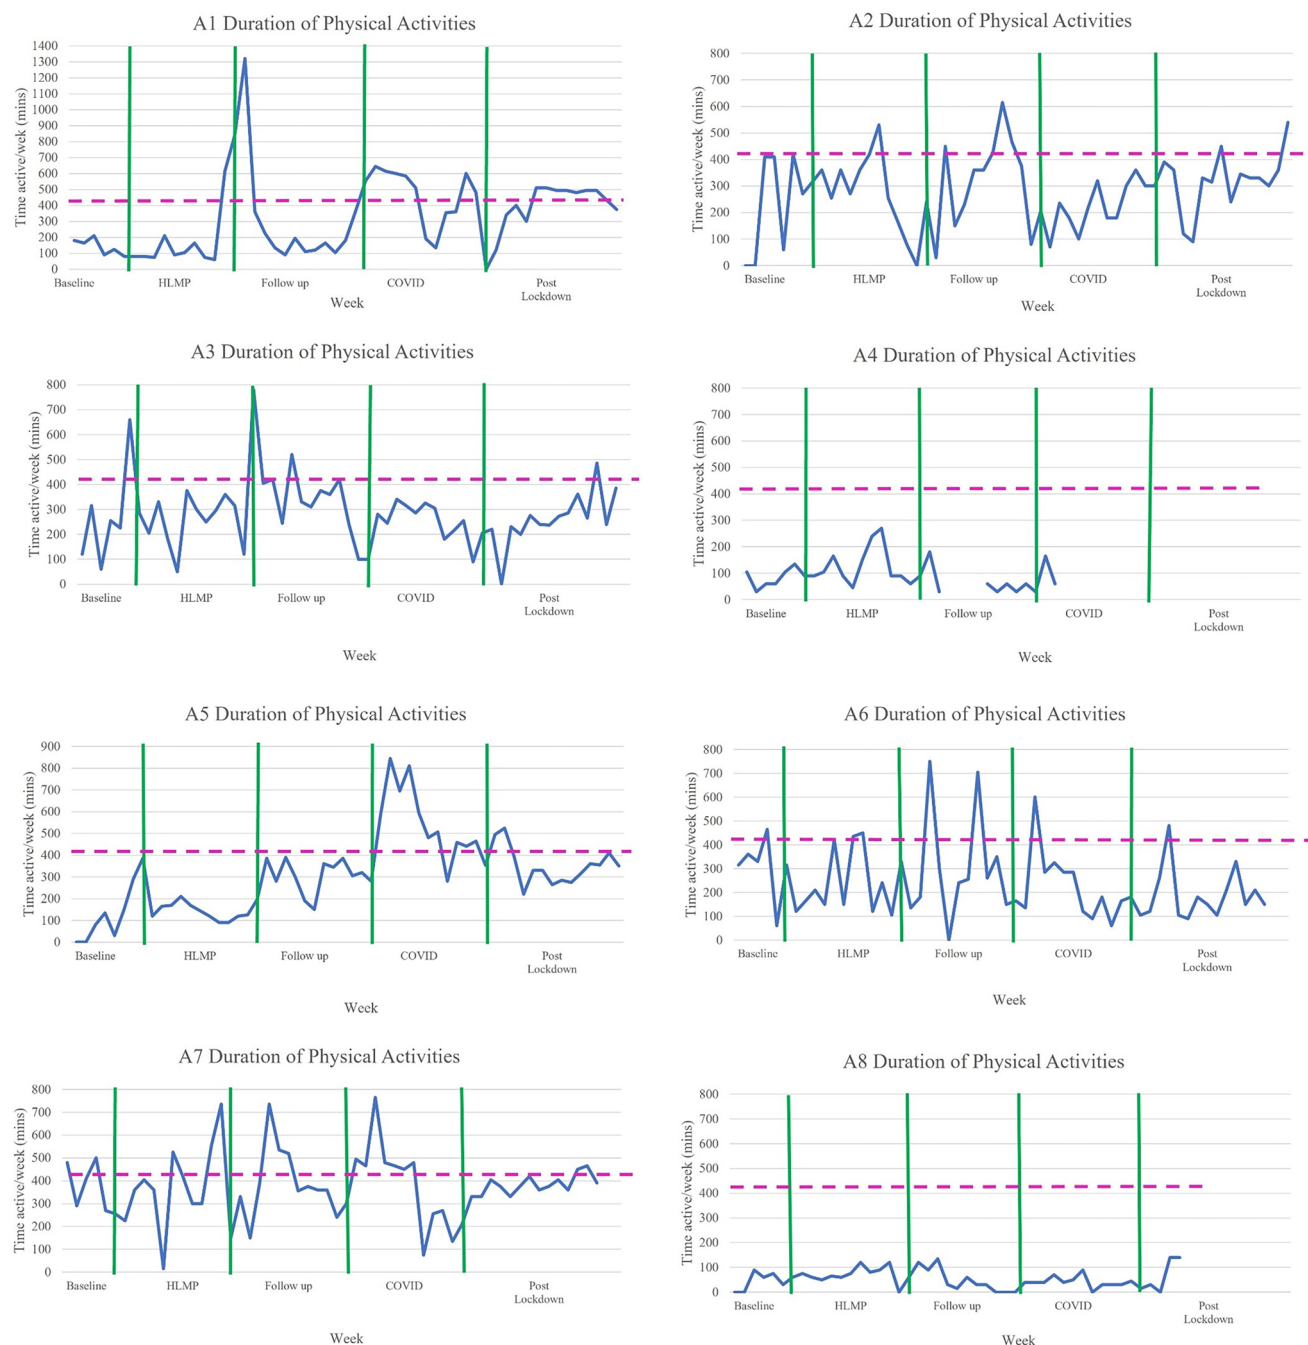 A1 Duration of Physical Activities
Time active/week (mins)
1400
1300
1200
1100
1000
900
800
700
600
500
400
300
200
100
0
Baseline HLMP Follow up COVID Post
Lockdown
Week
A2 Duration of Physical Activities
Time active/week (mins)
800
700
600
500
400
300
200
100
0
Baseline HLMP Follow up COVID Post
Lockdown
Week
A3 Duration of Physical Activities
Time active/week (mins)
800
700
600
500
400
300
200
100
0
Baseline HLMP Follow up COVID Post
Lockdown
Week
A4 Duration of Physical Activities
Time active/week (mins)
800
700
600
500
400
300
200
100
0
Baseline HLMP Follow up COVID Post
Lockdown
Week
A5 Duration of Physical Activities
Time active/week (mins)
900
800
700
600
500
400
300
200
100
0
Baseline HLMP Follow up COVID Post
Lockdown
Week
A6 Duration of Physical Activities
Time active/week (mins)
800
700
600
500
400
300
200
100
0
Baseline HLMP Follow up COVID Post
Lockdown
Week
A7 Duration of Physical Activities
Time active/week (mins)
800
700
600
500
400
300
200
100
0
Baseline HLMP Follow up COVID Post
Lockdown
Week
A8 Duration of Physical Activities
Time active/week (mins)
800
700
600
500
400
300
200
100
0
Baseline HLMP Follow up COVID Post
Lockdown
Week